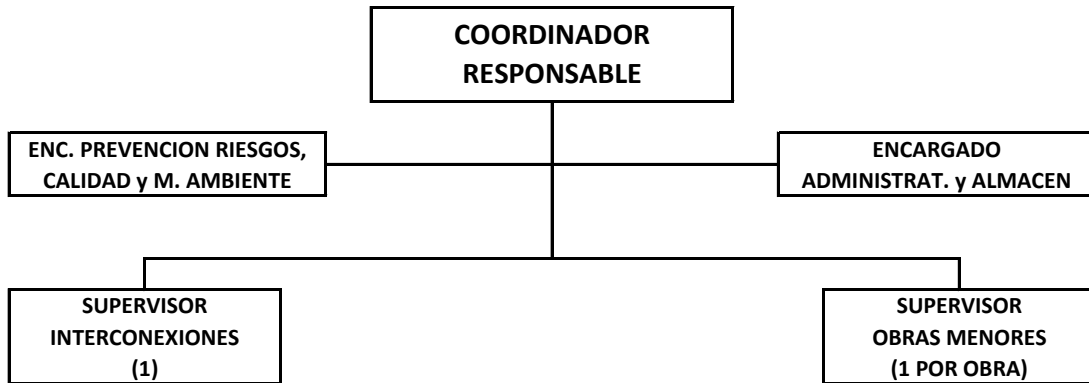 COORDINADOR
RESPONSABLE
ENC. PREVENCION RIESGOS,
CALIDAD y M. AMBIENTE
ENCARGADO
ADMINISTRAT. y ALMACEN
SUPERVISOR
INTERCONEXIONES
(1)
SUPERVISOR
OBRAS MENORES
(1 POR OBRA)